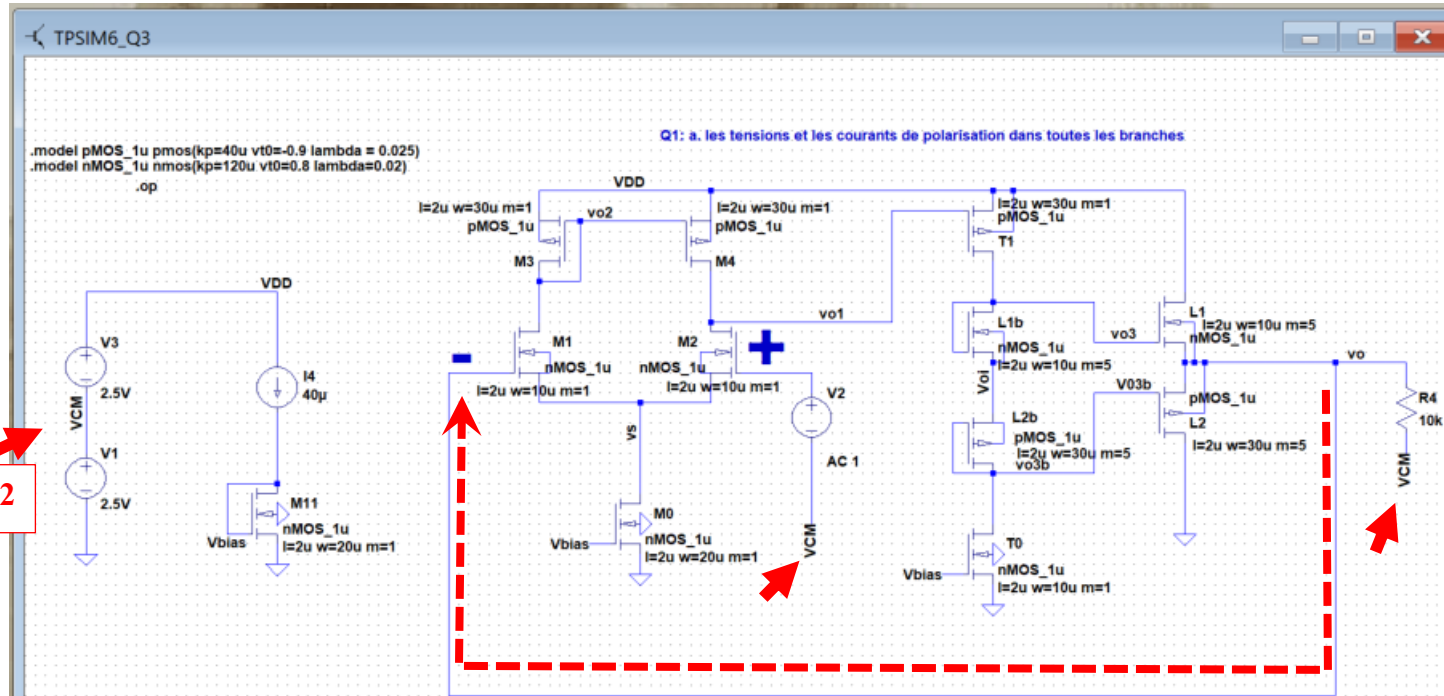 TPSIM6_Q3
Q1: a. les tensions et les courants de polarisation dans toutes les branches
.model pMOS_1u pmos(kp=40u vt0=-0.9 lambda = 0.025)
.model nMOS_1u nmos(kp=120u vt0=0.8 lambda=0.02)
.op
VDD
l=2u w=30u m=1
pMOS_1u
M3
vo2
l=2u w=30u m=1
pMOS_1u
M4
l=2u w=30u m=1
pMOS_1u
T1
VDD
V3
2.5V
VCM
V1
2.5V
2
I4
40µ
M11
nMOS_1u
l=2u w=20u m=1
Vbias
-
M1
nMOS_1u
l=2u w=10u m=1
M2
nMOS_1u
l=2u w=10u m=1
+
vo1
V2
AC 1
VCM
vs
M0
nMOS_1u
l=2u w=20u m=1
Vbias
L1b
nMOS_1u
l=2u w=10u m=5
Voi
L2b
pMOS_1u
l=2u w=30u m=5
vo3b
T0
nMOS_1u
l=2u w=10u m=1
Vbias
vo3
L1
l=2u w=10u m=5
nMOS_1u
vo
V03b
pMOS_1u
L2
l=2u w=30u m=5
R4
10k
VCM